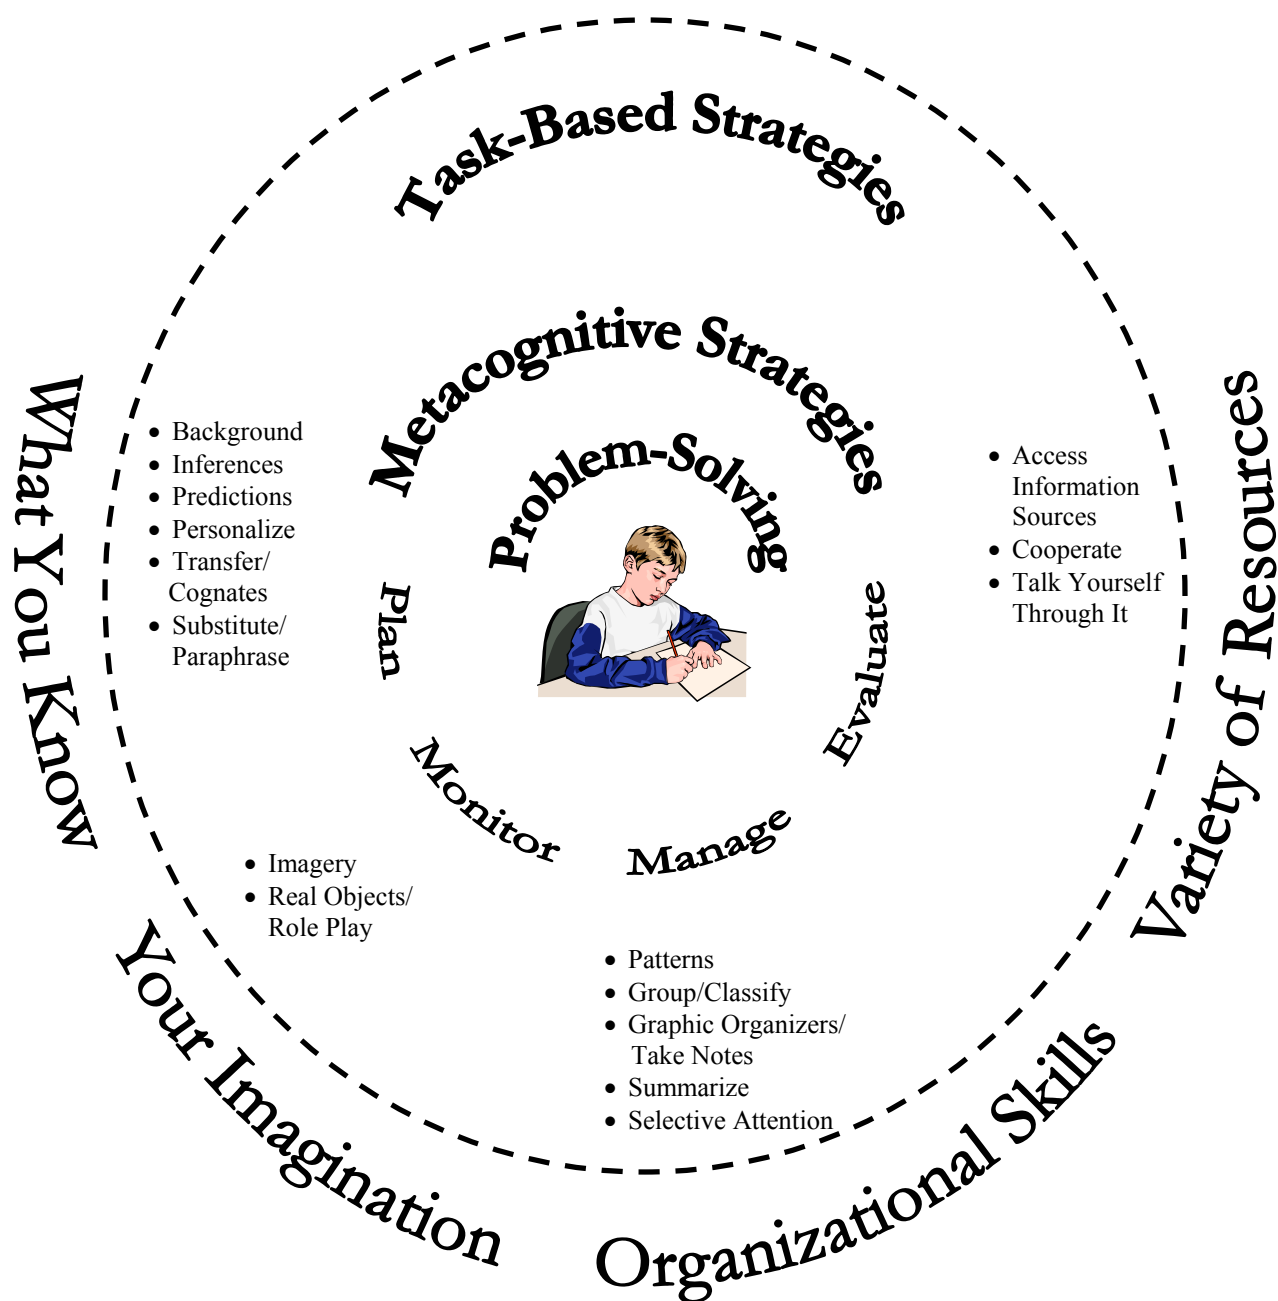 Task-Based Strategies
Metacognitive Strategies
Problem-Solving
Plan
Monitor
Manage
Evaluate
What You Know
• Background
• Inferences
• Predictions
• Personalize
• Transfer/
Cognates
• Substitute/
Paraphrase
Your Imagination
• Imagery
• Real Objects/
Role Play
Organizational Skills
• Patterns
• Group/Classify
• Graphic Organizers/
Take Notes
• Summarize
• Selective Attention
Variety of Resources
• Access
Information
Sources
• Cooperate
• Talk Yourself
Through It